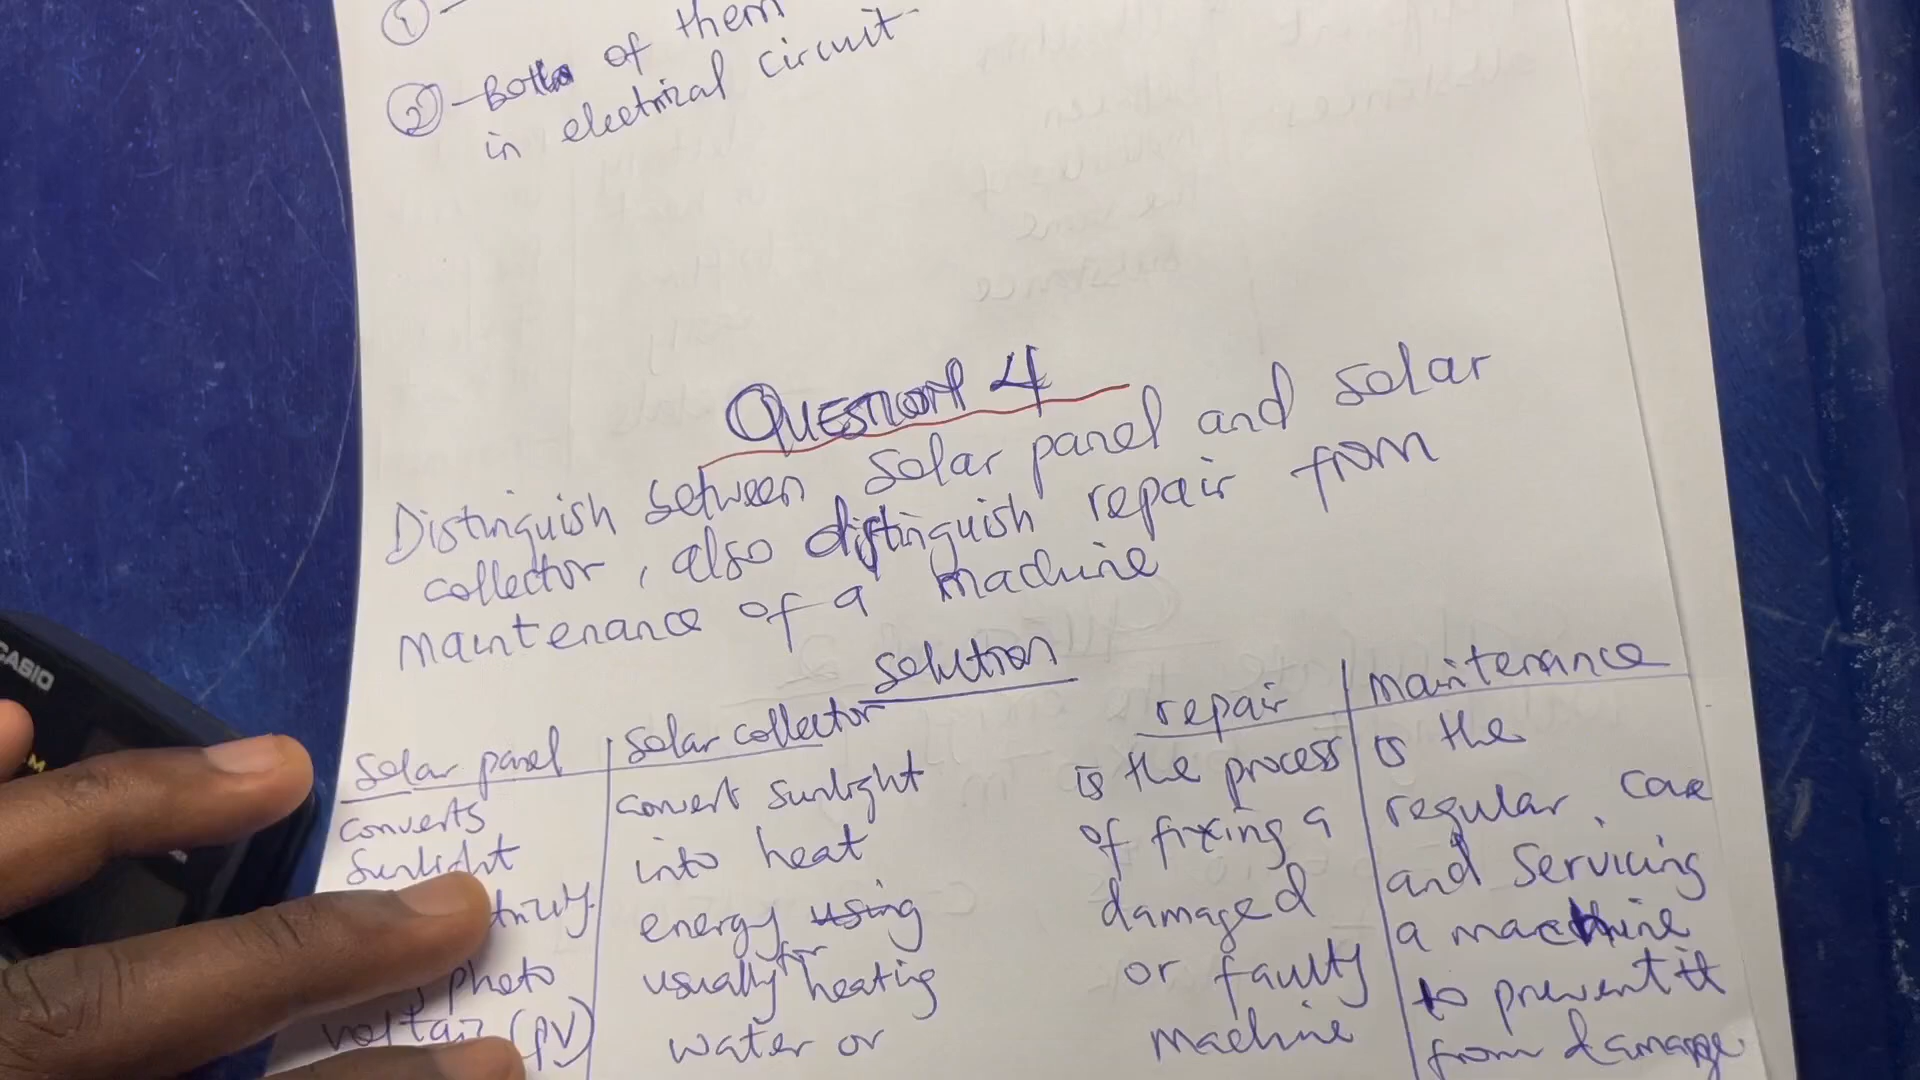 ①
② Both of them
in electrical circuit
QUESTION 4
Distinguish between solar panel and solar
collector, also distinguish repair from
maintenance of a machine
solution
Solar panel
converts
Sunlight
photo
voltaic (PV)
Solar collector
convert sunlight
into heat
energy using
usually for heating
water or
repair
is the process
of fixing a
damaged
or faulty
machine
maintenance
is the
regular care
and servicing
a machine
to prevent it
from damage
CASIO